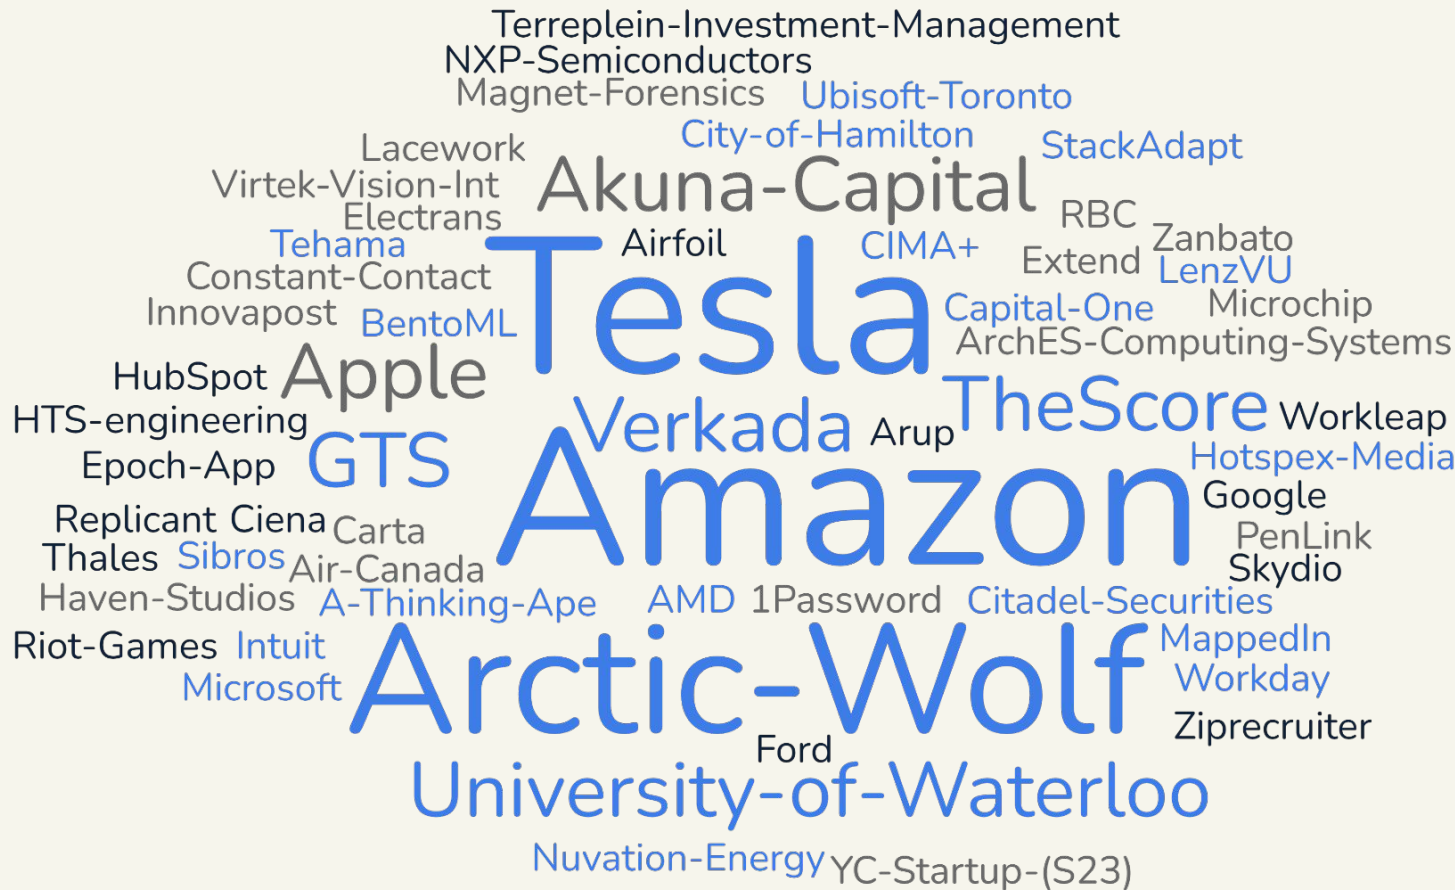 Terreplein-Investment-Management
NXP-Semiconductors
Magnet-Forensics Ubisoft-Toronto
City-of-Hamilton
Lacework StackAdapt
Virtek-Vision-Int Akuna-Capital
Electrans RBC
Tehama Airfoil CIMA+ Zanbato
Constant-Contact Tesla Extend LenzVU
Innovapost BentoML Capital-One Microchip
ArchES-Computing-Systems
HubSpot Apple
HTS-engineering Verkada Arup TheScore Workleap
Epoch-App GTS Hotspex-Media
Amazon Google
Replicant Ciena Carta PenLink
Thales Sibros Air-Canada Skydio
Haven-Studios A-Thinking-Ape AMD 1Password Citadel-Securities
Riot-Games Intuit MappedIn
Microsoft Arctic-Wolf Workday
Ziprecruiter
Ford
University-of-Waterloo
Nuvation-Energy YC-Startup-(S23)